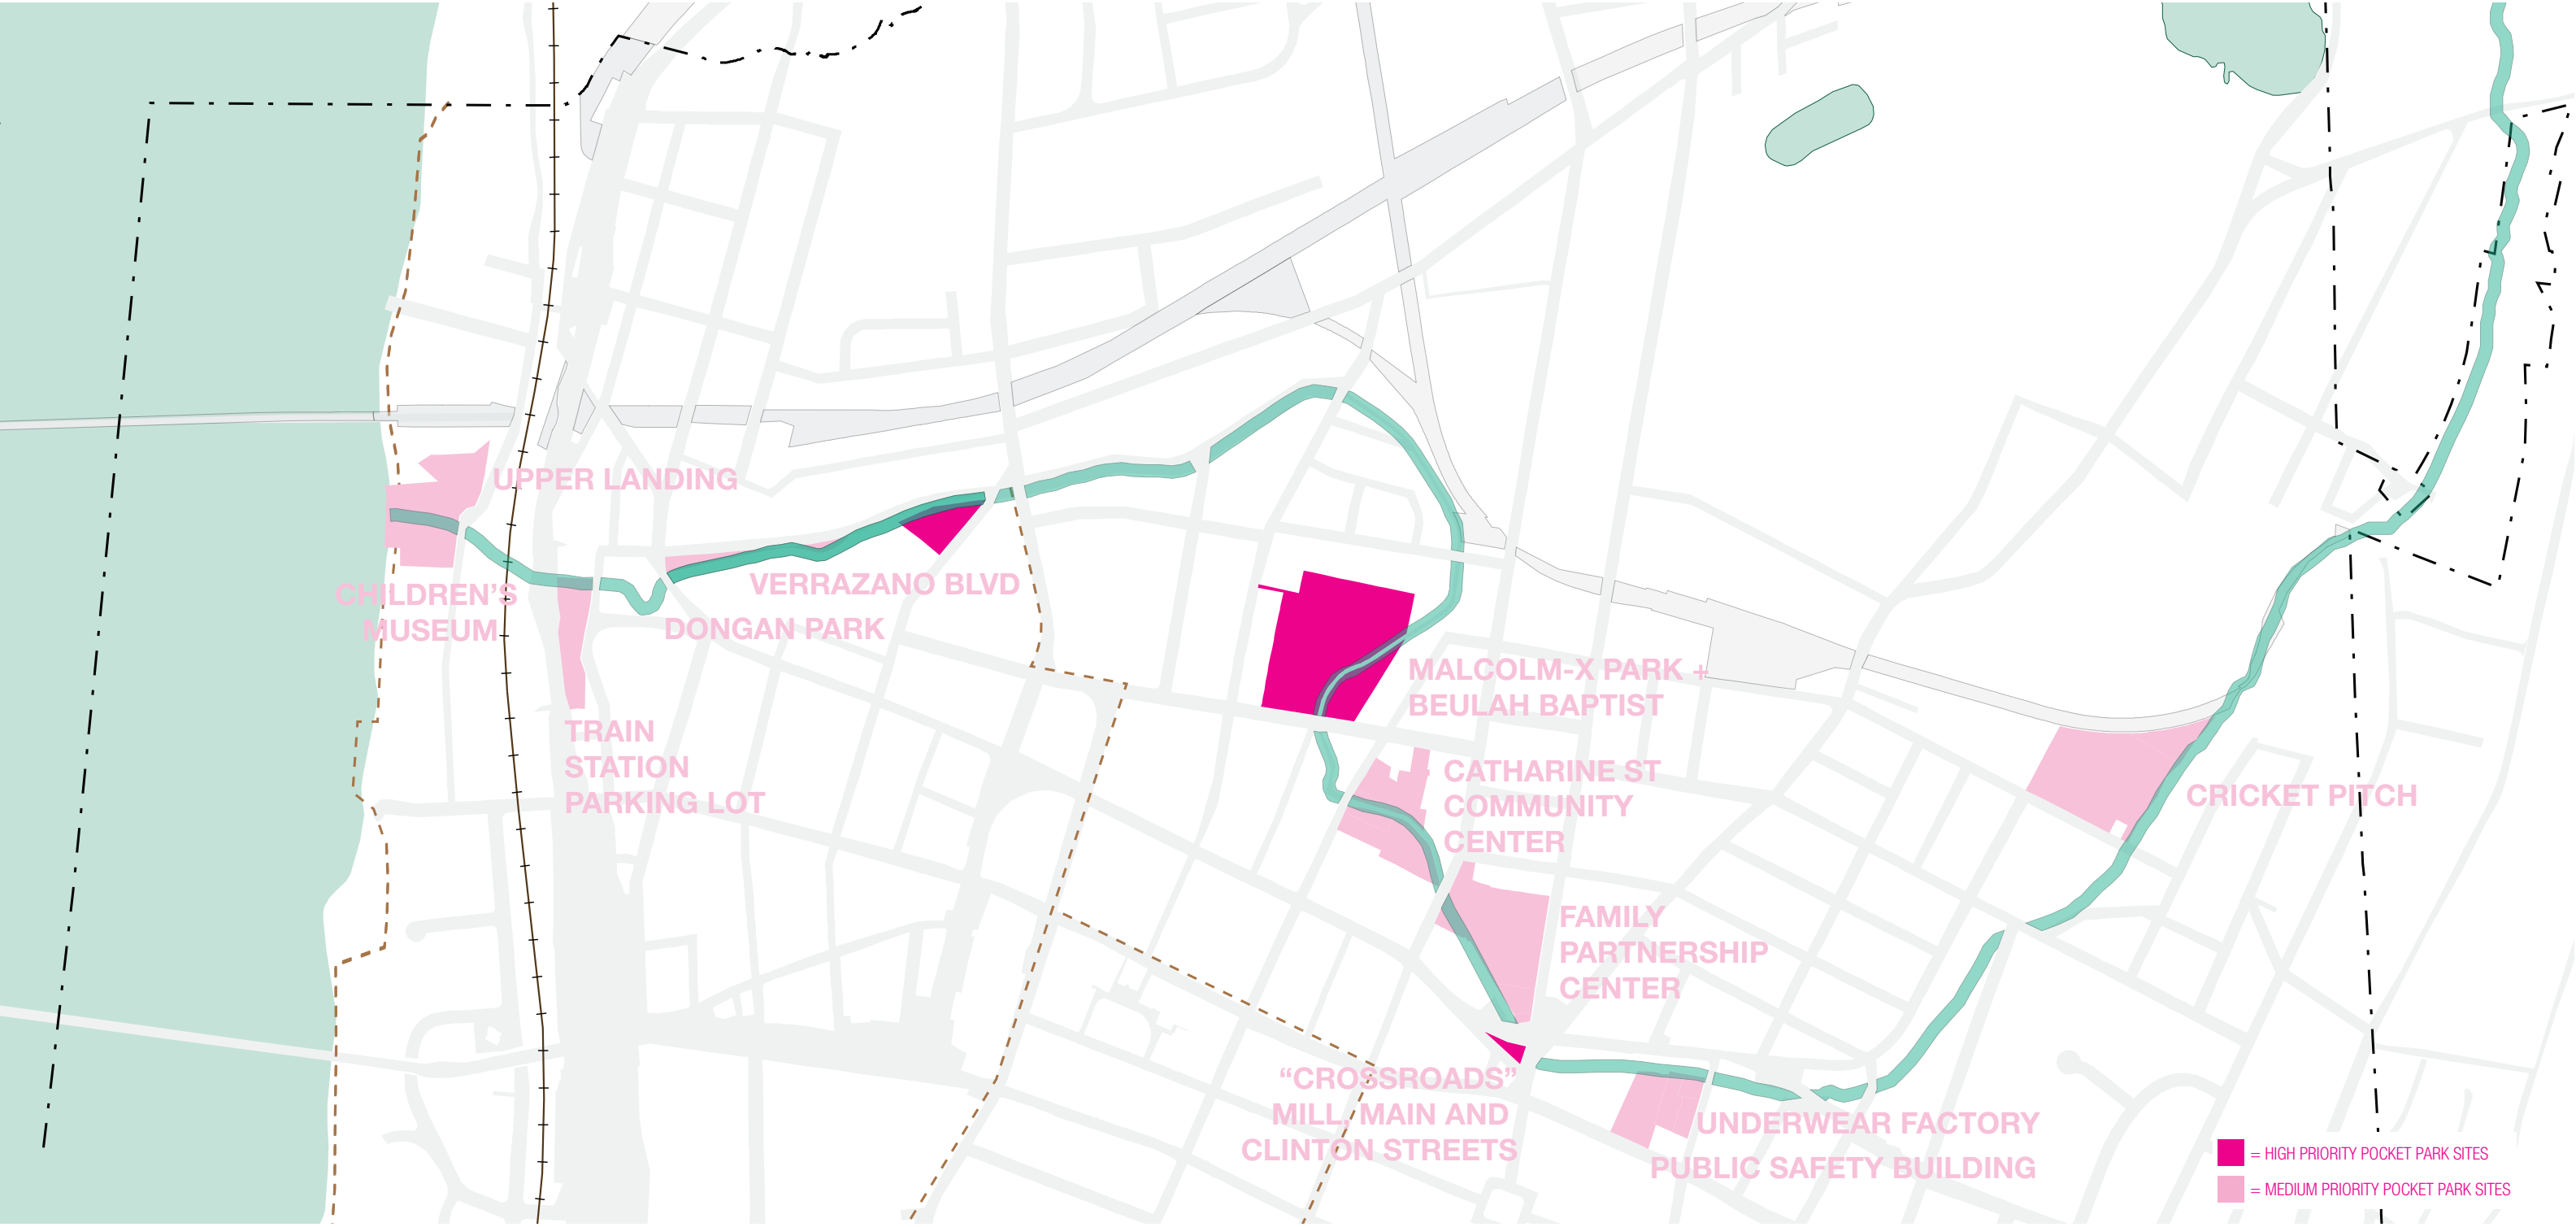 UPPER LANDING
CHILDREN'S
MUSEUM
VERRAZANO BLVD
DONGAN PARK
TRAIN
STATION
PARKING LOT
MALCOLM-X PARK +
BEULAH BAPTIST
CATHARINE ST
COMMUNITY
CENTER
CRICKET PITCH
FAMILY
PARTNERSHIP
CENTER
“CROSSROADS”
MILL, MAIN AND
CLINTON STREETS
UNDERWEAR FACTORY
PUBLIC SAFETY BUILDING
= HIGH PRIORITY POCKET PARK SITES
= MEDIUM PRIORITY POCKET PARK SITES